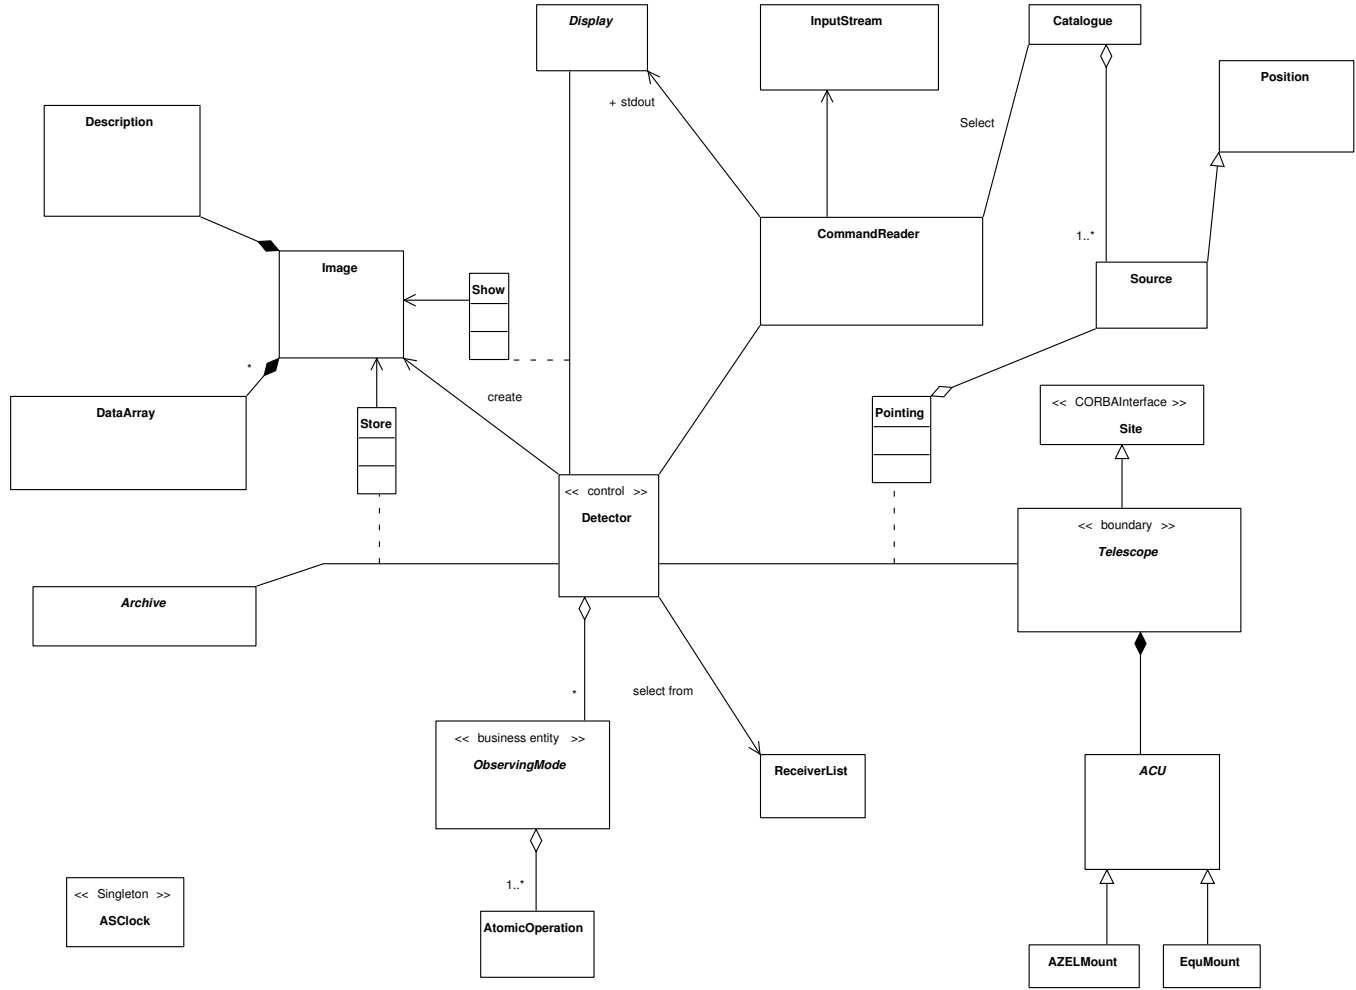 Display
InputStream
Catalogue
Position
+ stdout
Description
Select
CommandReader
1..*
Image
Source
Show
*
create
DataArray
Store
Pointing
<< CORBAInterface >>
Site
<< control >>
Detector
<< boundary >>
Telescope
Archive
*
select from
<< business entity >>
ObservingMode
ReceiverList
ACU
1..*
<< Singleton >>
ASClock
AtomicOperation
AZELMount
EquMount